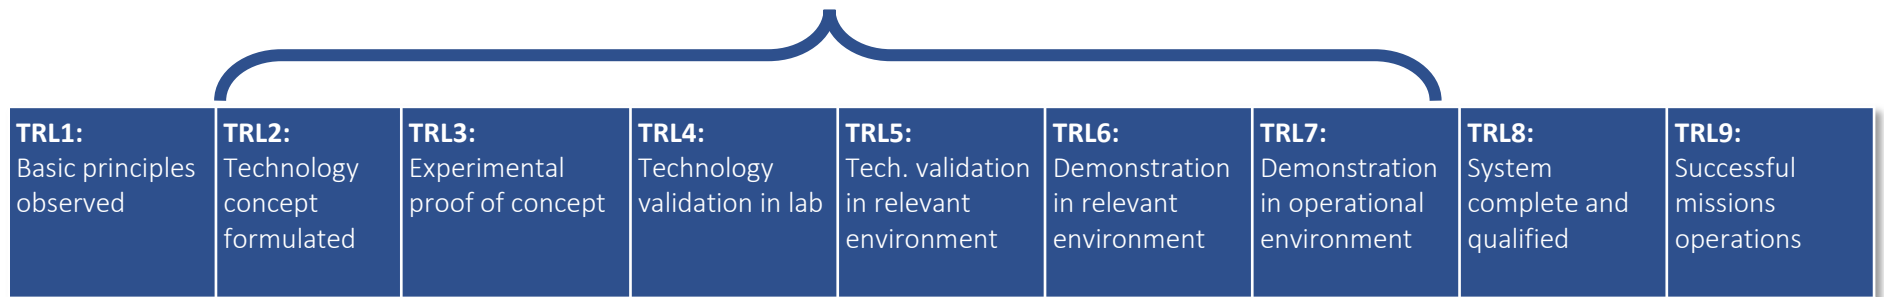 TRL1:
Basic principles
observed
TRL2:
Technology
concept
formulated
TRL3:
Experimental
proof of concept
TRL4:
Technology
validation in lab
TRL5:
Tech. validation
in relevant
environment
TRL6:
Demonstration
in relevant
environment
TRL7:
Demonstration
in operational
environment
TRL8:
System
complete and
qualified
TRL9:
Successful
missions
operations